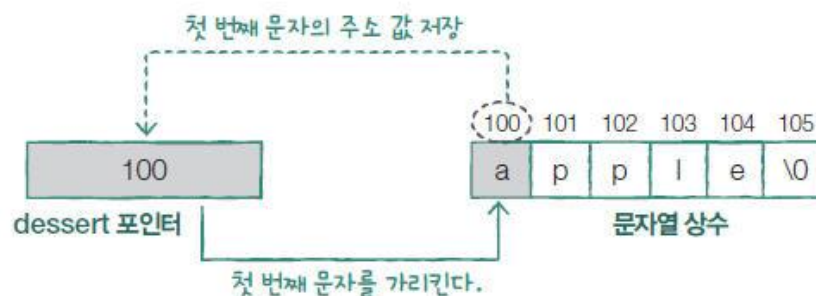 첫 번째 문자의 주소 값 저장
100 101 102 103 104 105
100
a p p l e \0
dessert 포인터
문자열 상수
첫 번째 문자를 가리킨다.